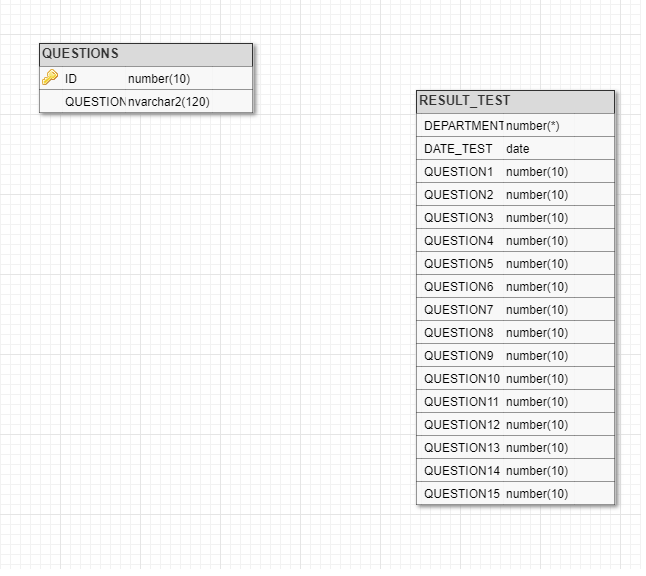 QUESTIONS
ID number(10)
QUESTION nvarchar2(120)
RESULT_TEST
DEPARTMENT number(*)
DATE_TEST date
QUESTION1 number(10)
QUESTION2 number(10)
QUESTION3 number(10)
QUESTION4 number(10)
QUESTION5 number(10)
QUESTION6 number(10)
QUESTION7 number(10)
QUESTION8 number(10)
QUESTION9 number(10)
QUESTION10 number(10)
QUESTION11 number(10)
QUESTION12 number(10)
QUESTION13 number(10)
QUESTION14 number(10)
QUESTION15 number(10)